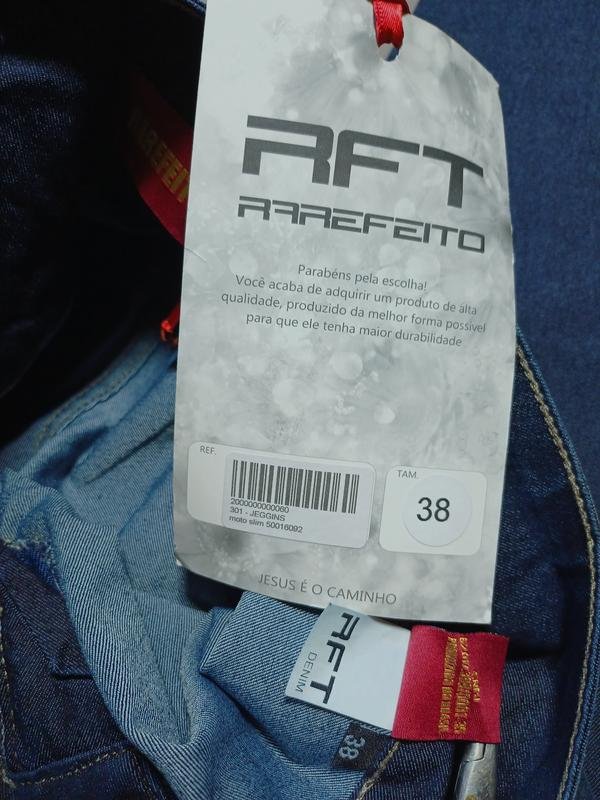 RFT
RAREFEITO
Parabéns pela escolha!
Você acaba de adquirir um produto de alta
qualidade, produzido da melhor forma possível
para que ele tenha maior durabilidade
REF.
2000000000060
301 - JEGGINS
moto slim 50016092
TAM.
38
JESUS É O CAMINHO
RFT
DENIM
38